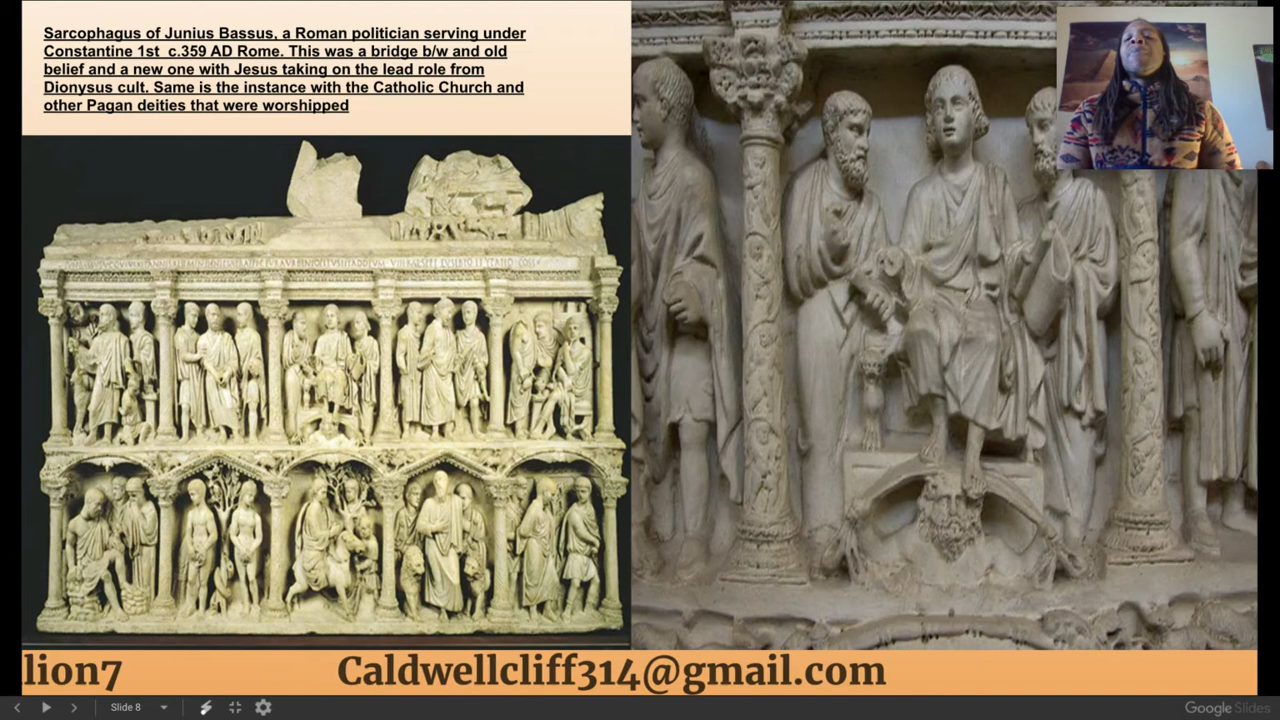 Sarcophagus of Junius Bassus, a Roman politician serving under
Constantine 1st c.359 AD Rome. This was a bridge b/w and old
belief and a new one with Jesus taking on the lead role from
Dionysus cult. Same is the instance with the Catholic Church and
other Pagan deities that were worshipped
lion7 Caldwellcliff314@gmail.com
Slide 8
Google Slides